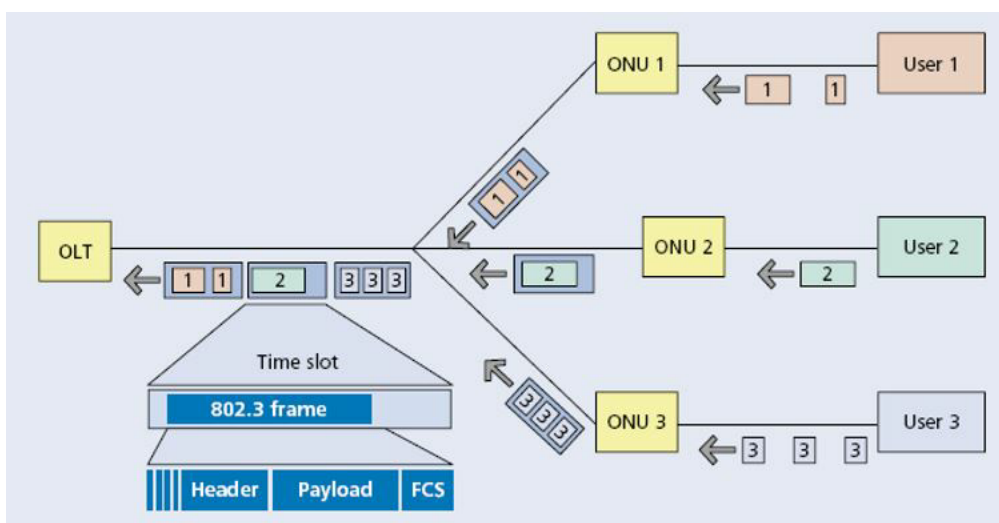 ONU 1
User 1
1 1
1 1
OLT
ONU 2
User 2
1 1 2 3 3 3
2
2
Time slot
802.3 frame
3 3 3
ONU 3
User 3
3 3 3
Header Payload FCS